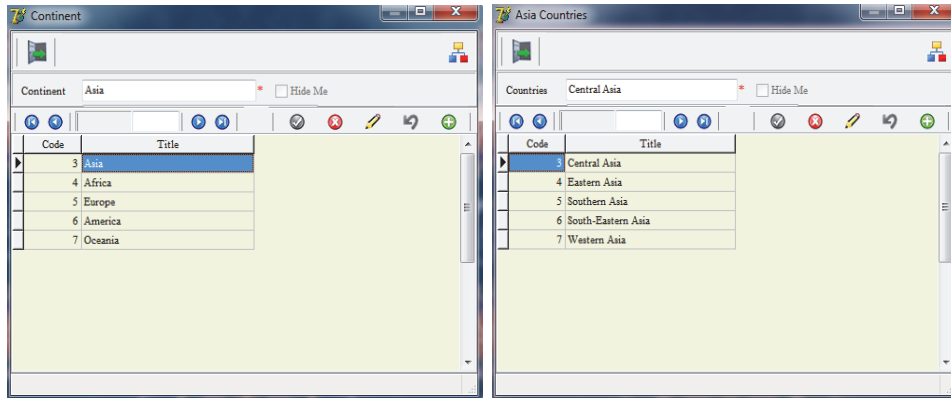 Continent
Continent Asia * Hide Me
Code Title
3 Asia
4 Africa
5 Europe
6 America
7 Oceania
Asia Countries
Countries Central Asia * Hide Me
Code Title
3 Central Asia
4 Eastern Asia
5 Southern Asia
6 South-Eastern Asia
7 Western Asia